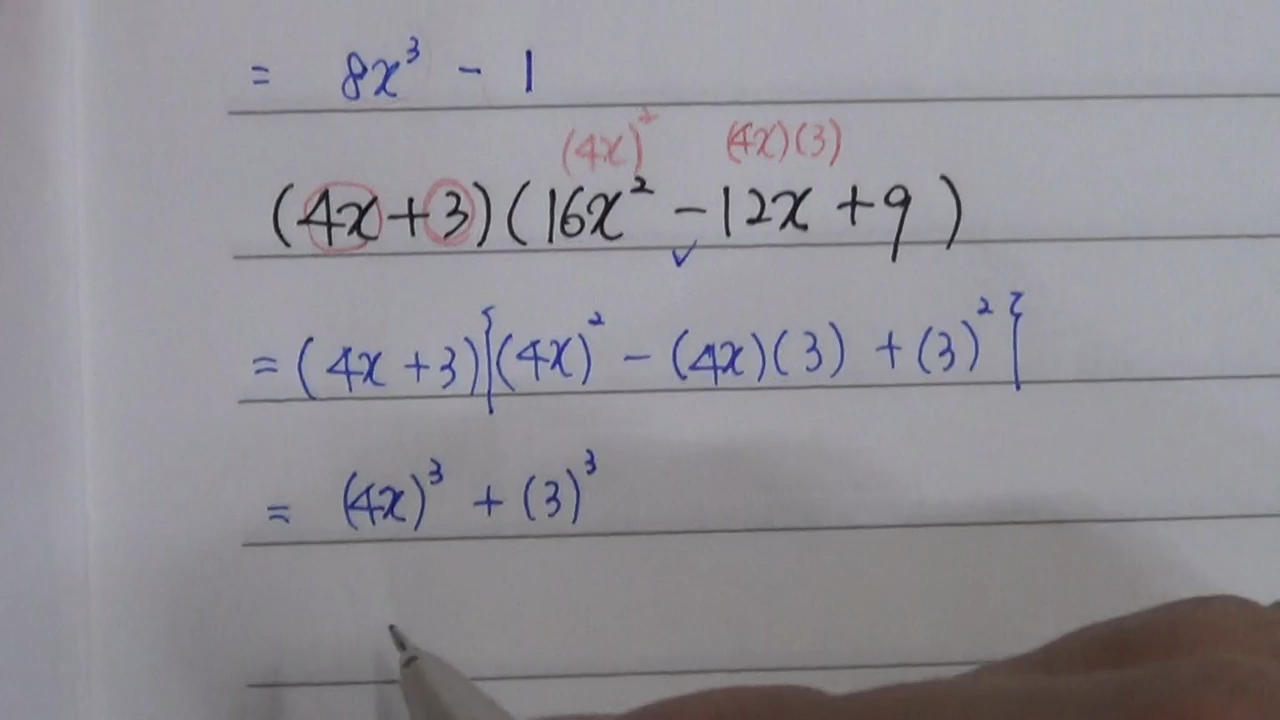 = 8x³ - 1
(4x)² (4x)(3)
(4x+3)(16x² -12x +9)
✓
= (4x +3){(4x)² - (4x)(3) + (3)²}
= (4x)³ + (3)³